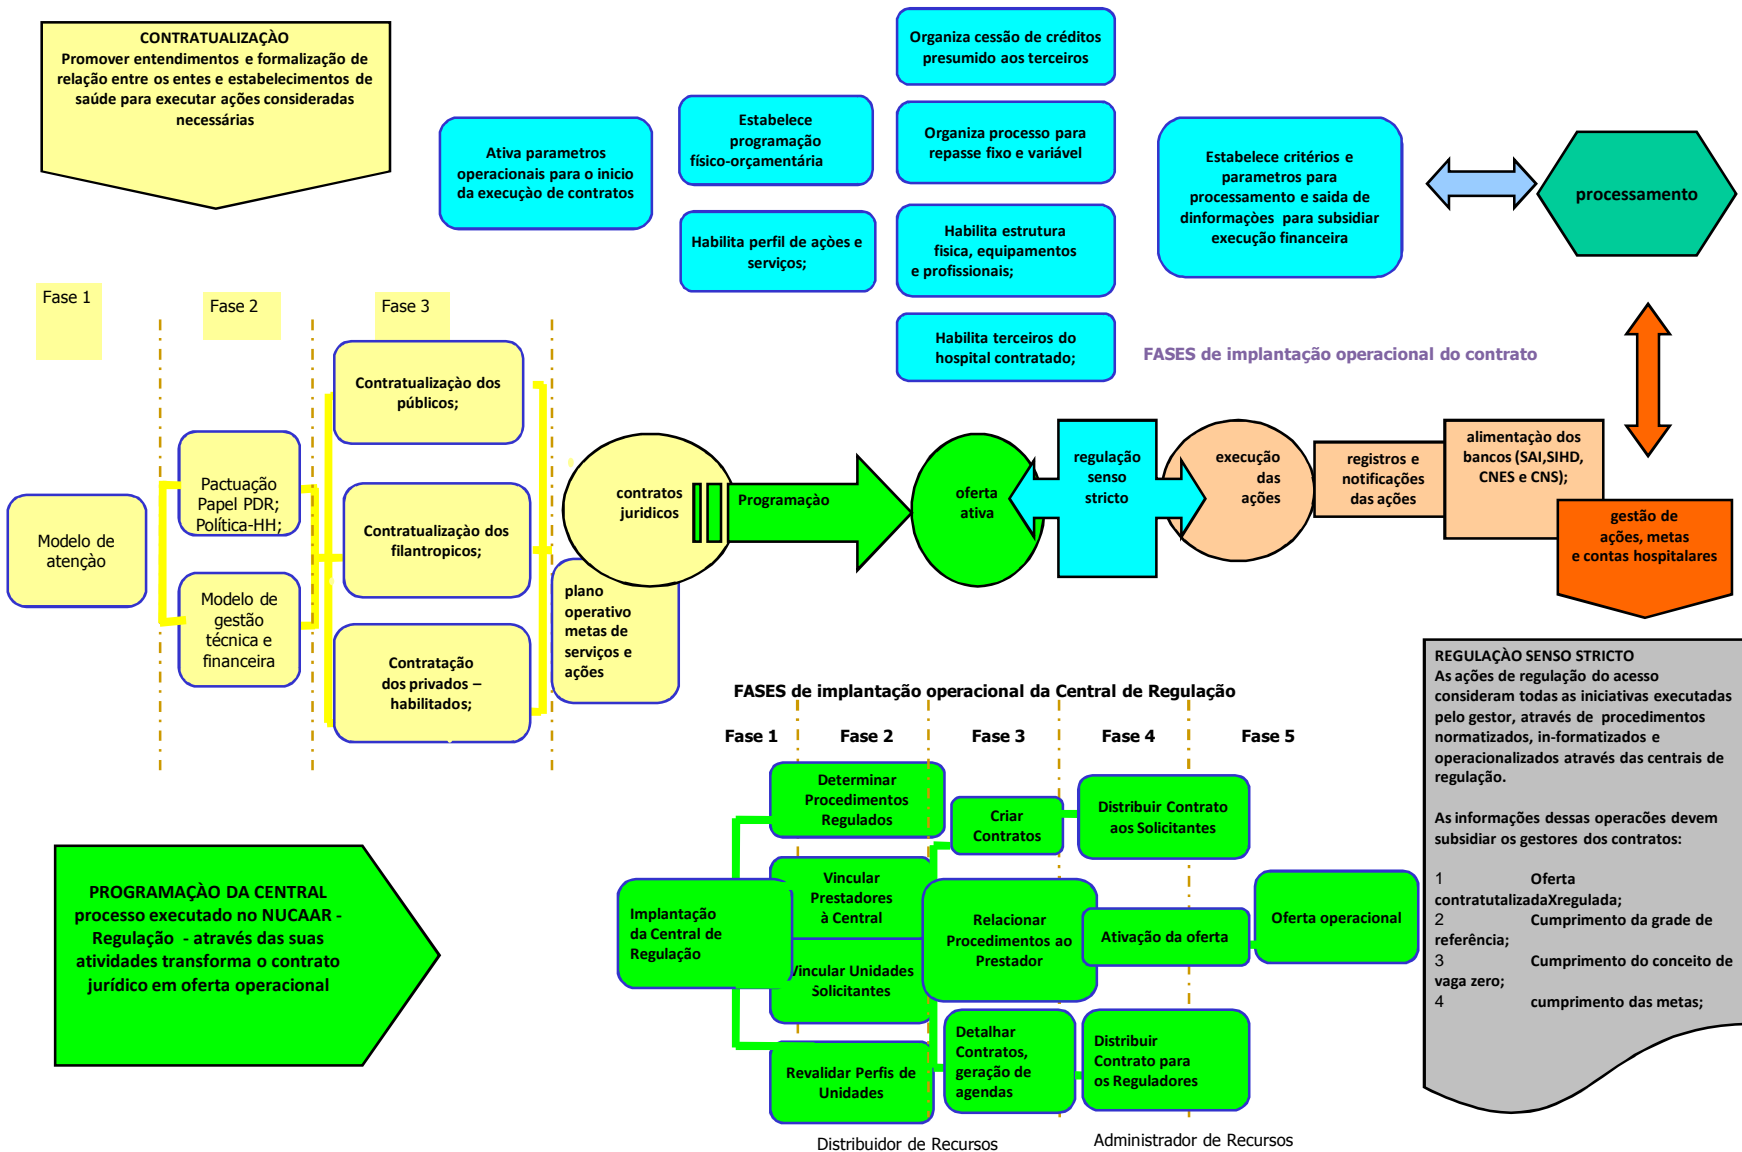 CONTRATUALIZAÇÀO
Promover entendimentos e formalização de
relação entre os entes e estabelecimentos de
saúde para executar ações consideradas
necessárias
Organiza cessão de créditos
presumido aos terceiros
Estabelece
programação
físico-orçamentária
Organiza processo para
repasse fixo e variável
Ativa parametros
operacionais para o inicio
da execução de contratos
Estabelece critérios e
parametros para
processamento e saida de
dinformaçòes para subsidiar
execução financeira
processamento
Habilita perfil de açòes e
serviços;
Habilita estrutura
fisica, equipamentos
e profissionais;
Habilita terceiros do
hospital contratado;
FASES de implantação operacional do contrato
Fase 1
Fase 2
Fase 3
Modelo de
atençào
Pactuação
Papel PDR;
Política-HH;
Modelo de
gestão
técnica e
financeira
Contratualizaçào dos
públicos;
Contratualizaçào dos
filantropicos;
Contratação
dos privados –
habilitados;
contratos
juridicos
plano
operativo
metas de
serviços e
ações
Programaçào
oferta
ativa
regulação
senso
stricto
execução
das
ações
registros e
notificações
das ações
alimentaçào dos
bancos (SAI,SIHD,
CNES e CNS);
gestão de
ações, metas
e contas hospitalares
REGULAÇÀO SENSO STRICTO
As ações de regulação do acesso
consideram todas as iniciativas executadas
pelo gestor, através de procedimentos
normatizados, in-formatizados e
operacionalizados através das centrais de
regulação.
As informações dessas operacões devem
subsidiar os gestores dos contratos:
1 Oferta
contratutalizadaXregulada;
2 Cumprimento da grade de
referência;
3 Cumprimento do conceito de
vaga zero;
4 cumprimento das metas;
FASES de implantação operacional da Central de Regulação
Fase 1
Fase 2
Fase 3
Fase 4
Fase 5
PROGRAMAÇÀO DA CENTRAL
processo executado no NUCAAR -
Regulação - através das suas
atividades transforma o contrato
jurídico em oferta operacional
Implantação
da Central de
Regulação
Determinar
Procedimentos
Regulados
Vincular
Prestadores
à Central
Vincular Unidades
Solicitantes
Revalidar Perfis de
Unidades
Criar
Contratos
Relacionar
Procedimentos ao
Prestador
Detalhar
Contratos,
geração de
agendas
Distribuir Contrato
aos Solicitantes
Ativação da oferta
Distribuir
Contrato para
os Reguladores
Oferta operacional
Distribuidor de Recursos
Administrador de Recursos